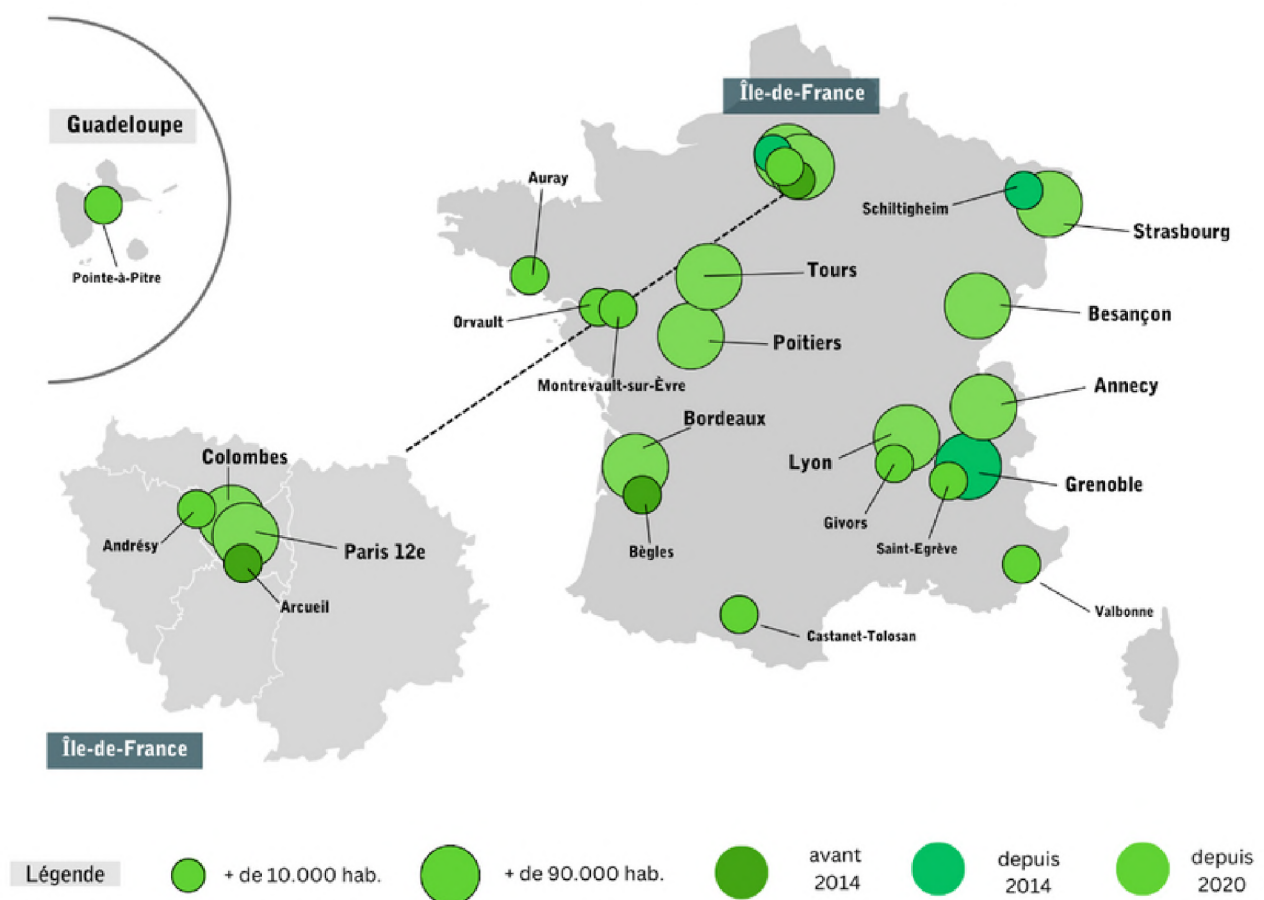 Île-de-France
Guadeloupe
Auray
Schiltigheim
Strasbourg
Pointe-à-Pitre
Tours
Orvault
Besançon
Poitiers
Montrevault-sur-Èvre
Annecy
Bordeaux
Colombes
Lyon
Grenoble
Givors
Andrésy
Paris 12e
Bègles
Saint-Egrève
Arcueil
Valbonne
Castanet-Tolosan
Île-de-France
Légende
+ de 10.000 hab.
+ de 90.000 hab.
avant
2014
depuis
2014
depuis
2020